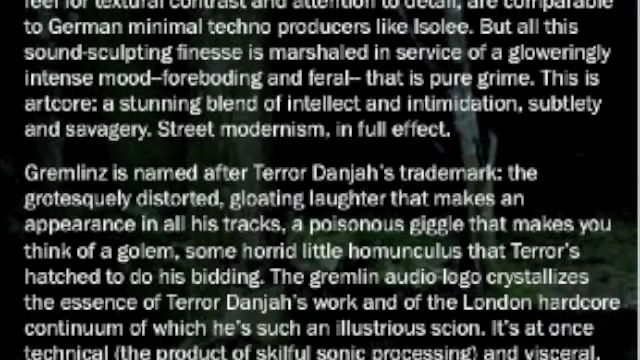 feel for textural contrast and attention to detail, are comparable
to German minimal techno producers like Isolee. But all this
sound-sculpting finesse is marshaled in service of a gloweringly
intense mood--foreboding and feral-- that is pure grime. This is
artcore: a stunning blend of intellect and intimidation, subtlety
and savagery. Street modernism, in full effect.
Gremlinz is named after Terror Danjah's trademark: the
grotesquely distorted, gloating laughter that makes an
appearance in all his tracks, a poisonous giggle that makes you
think of a golem, some horrid little homunculus that Terror's
hatched to do his bidding. The gremlin audio-logo crystallizes
the essence of Terror Danjah's work and of the London hardcore
continuum of which he's such an illustrious scion. It's at once
technical (the product of skilful sonic processing) and visceral,